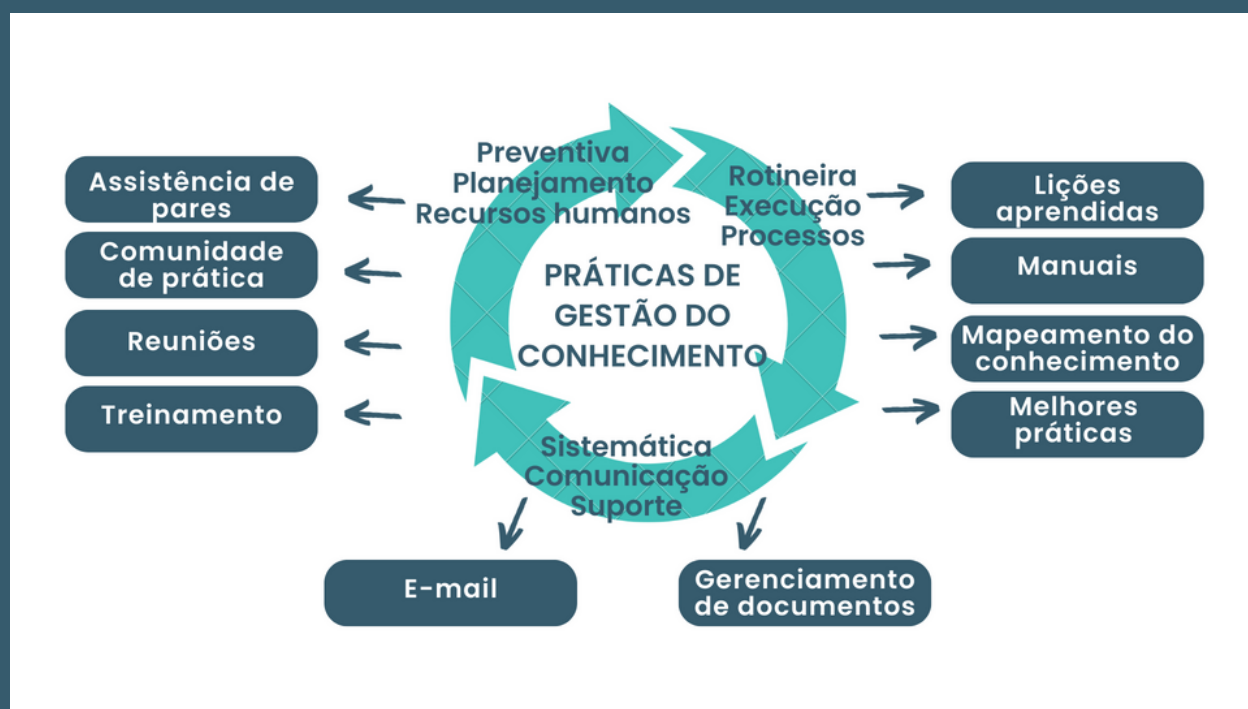 Preventiva
Planejamento
Recursos humanos
Rotineira
Execução
Processos
PRÁTICAS DE
GESTÃO DO
CONHECIMENTO
Sistemática
Comunicação
Suporte
Assistência de
pares
Comunidade
de prática
Reuniões
Treinamento
Lições
aprendidas
Manuais
Mapeamento do
conhecimento
Melhores
práticas
E-mail
Gerenciamento
de documentos